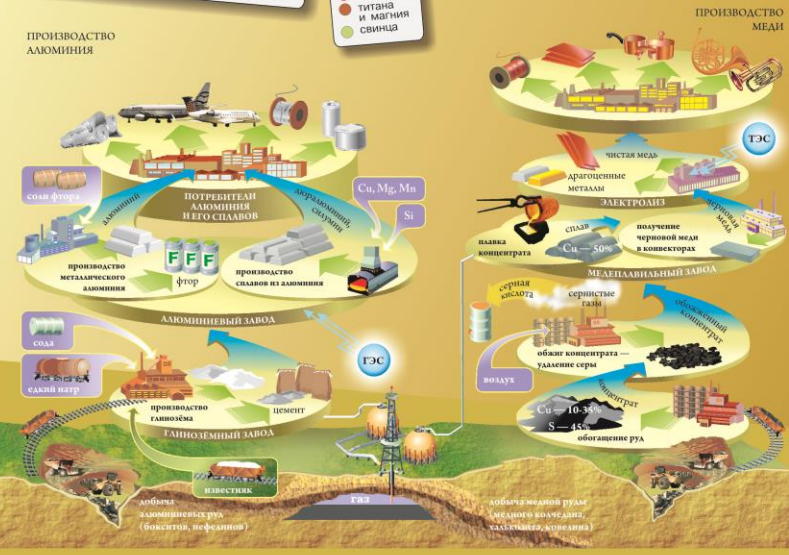 титана
и магния
свинца
ПРОИЗВОДСТВО
АЛЮМИНИЯ
ПРОИЗВОДСТВО
МЕДИ
соли фтора
алюминий
ПОТРЕБИТЕЛИ
АЛЮМИНИЯ
И ЕГО СПЛАВОВ
дюралюминий,
силумин
Cu, Mg, Mn
Si
производство
металлического
алюминия
F F F
фтор
производство
сплавов из алюминия
АЛЮМИНИЕВЫЙ ЗАВОД
сода
едкий натр
ГЭС
производство
глинозёма
цемент
ГЛИНОЗЁМНЫЙ ЗАВОД
известняк
добыча
алюминиевых руд
(бокситов, нефелинов)
газ
чистая медь
ТЭС
драгоценные
металлы
ЭЛЕКТРОЛИЗ
черновая
медь
плавка
концентрата
сплав
Cu — 50%
получение
черновой меди
в конвекторах
МЕДЕПЛАВИЛЬНЫЙ ЗАВОД
серная
кислота
сернистые
газы
обожжённый
концентрат
обжиг концентрата —
удаление серы
воздух
концентрат
Cu — 10-35%
S — 45%
обогащение руд
добыча медной руды
(медного колчедана,
халькозита, ковелина)